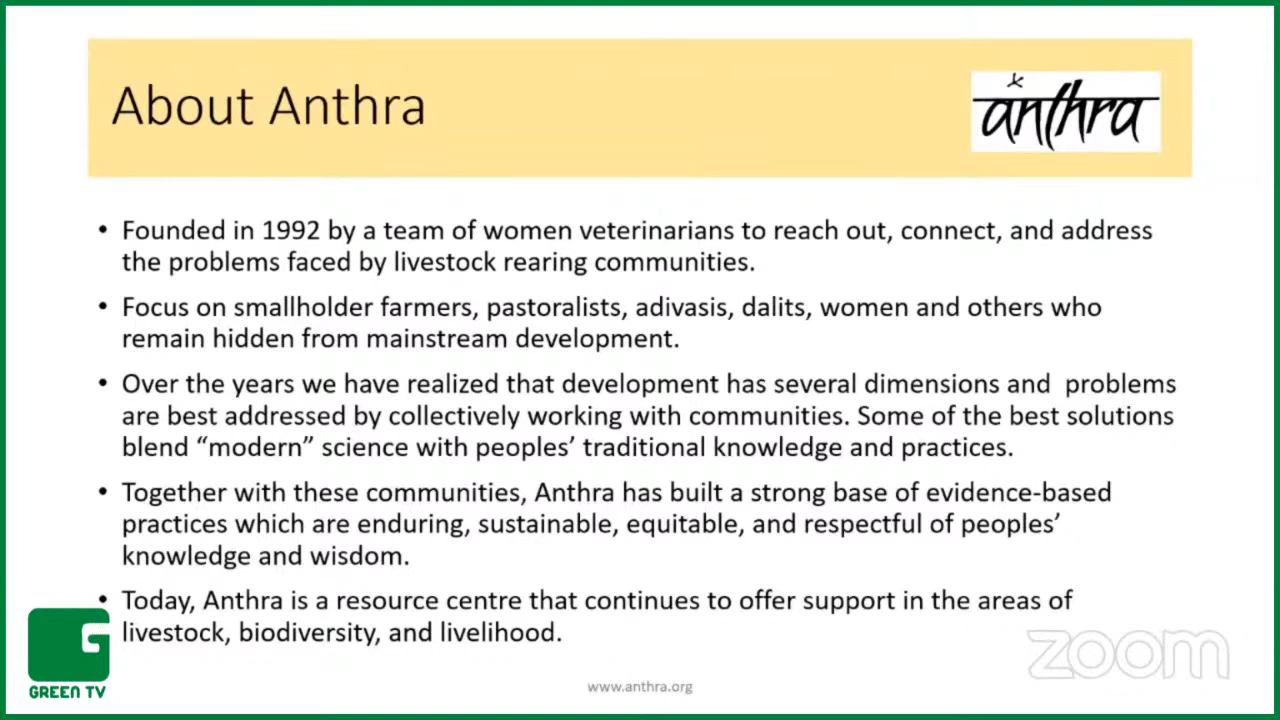 About Anthra
anthra
• Founded in 1992 by a team of women veterinarians to reach out, connect, and address
the problems faced by livestock rearing communities.
• Focus on smallholder farmers, pastoralists, adivasis, dalits, women and others who
remain hidden from mainstream development.
• Over the years we have realized that development has several dimensions and  problems
are best addressed by collectively working with communities. Some of the best solutions
blend “modern” science with peoples’ traditional knowledge and practices.
• Together with these communities, Anthra has built a strong base of evidence-based
practices which are enduring, sustainable, equitable, and respectful of peoples’
knowledge and wisdom.
• Today, Anthra is a resource centre that continues to offer support in the areas of
livestock, biodiversity, and livelihood.
G
GREEN TV
www.anthra.org
zoom